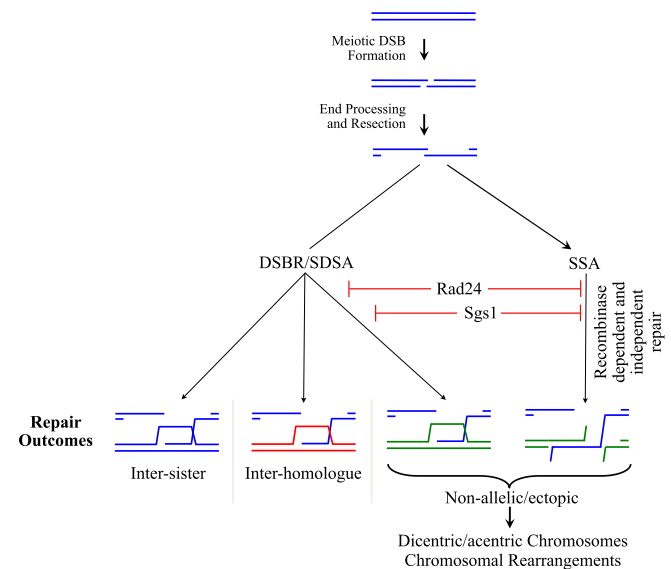 Meiotic DSB
Formation
End Processing
and Resection
DSBR/SDSA
SSA
Rad24
Sgs1
Recombinase
dependent and
independent
repair
Repair
Outcomes
Inter-sister
Inter-homologue
Non-allelic/ectopic
Dicentric/acentric Chromosomes
Chromosomal Rearrangements